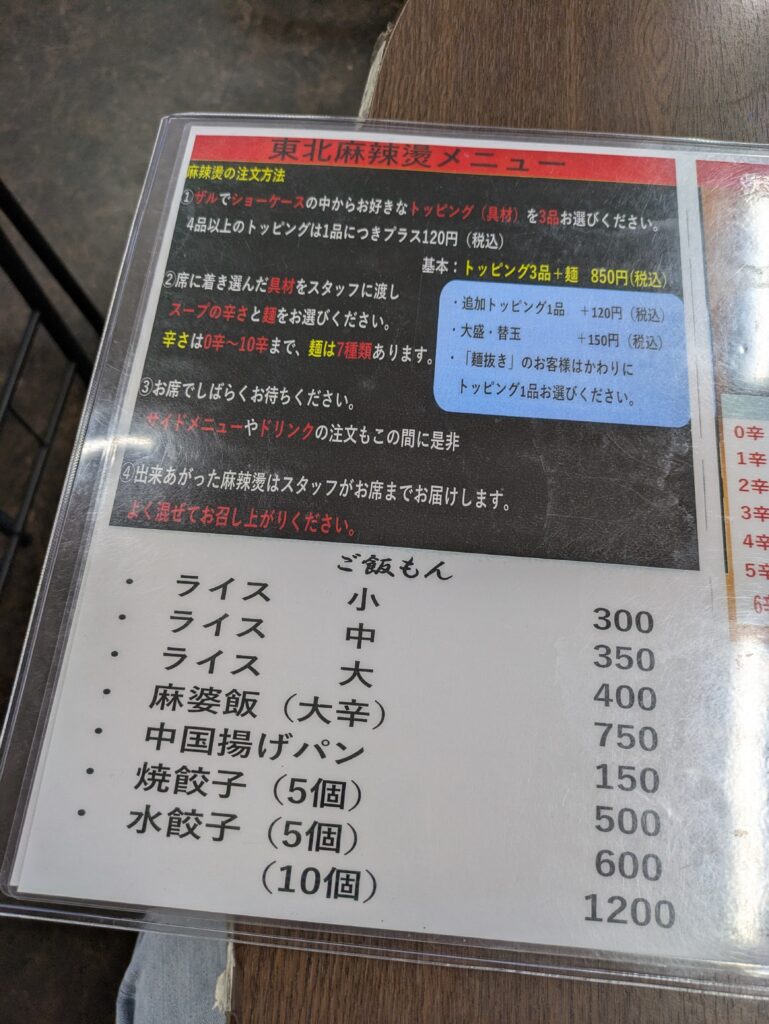 東北麻辣燙メニュー
麻辣燙の注文方法
①ザルでショーケースの中からお好きなトッピング（具材）を3品お選びください。
4品以上のトッピングは1品につきプラス120円（税込）
基本：トッピング3品＋麺 850円(税込)
②席に着き選んだ具材をスタッフに渡し
スープの辛さと麺をお選びください。
辛さは0辛～10辛まで、麺は7種類あります。
・追加トッピング1品 ＋120円（税込）
・大盛・替玉 ＋150円（税込）
・「麺抜き」のお客様はかわりに
トッピング1品お選びください。
③お席でしばらくお待ちください。
サイドメニューやドリンクの注文もこの間に是非
④出来あがった麻辣燙はスタッフがお席までお届けします。
よく混ぜてお召し上がりください。
ご飯もん
・ ライス 小 300
・ ライス 中 350
・ ライス 大 400
・ 麻婆飯（大辛） 750
・ 中国揚げパン 150
・ 焼餃子（5個） 500
・ 水餃子（5個） 600
（10個） 1200
0辛
1辛
2辛
3辛
4辛
5辛
6辛